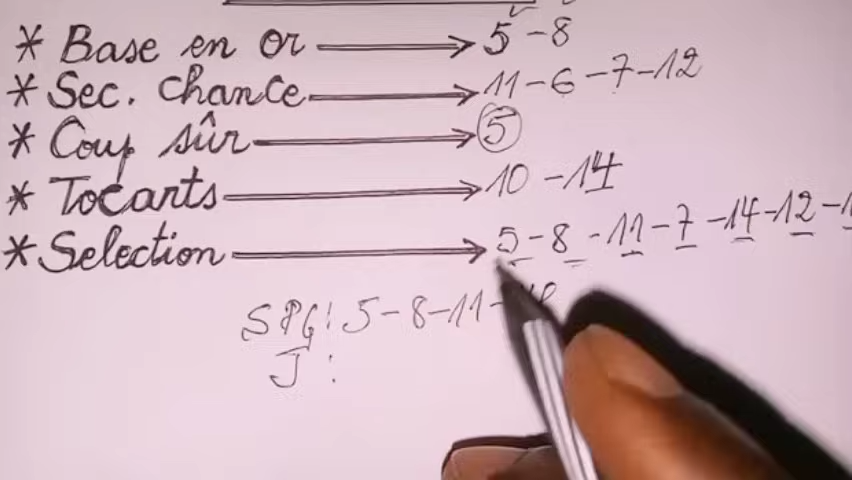 * Base en or ⟹ 5 - 8
* Sec. chance ⟹ 11 - 6 - 7 - 12
* Coup sûr ⟹ 5
* Tocarts ⟹ 10 - 14
* Selection ⟹ 5 - 8 - 11 - 7 - 14 - 12 -
SPG: 5 - 8 - 11 -
J :